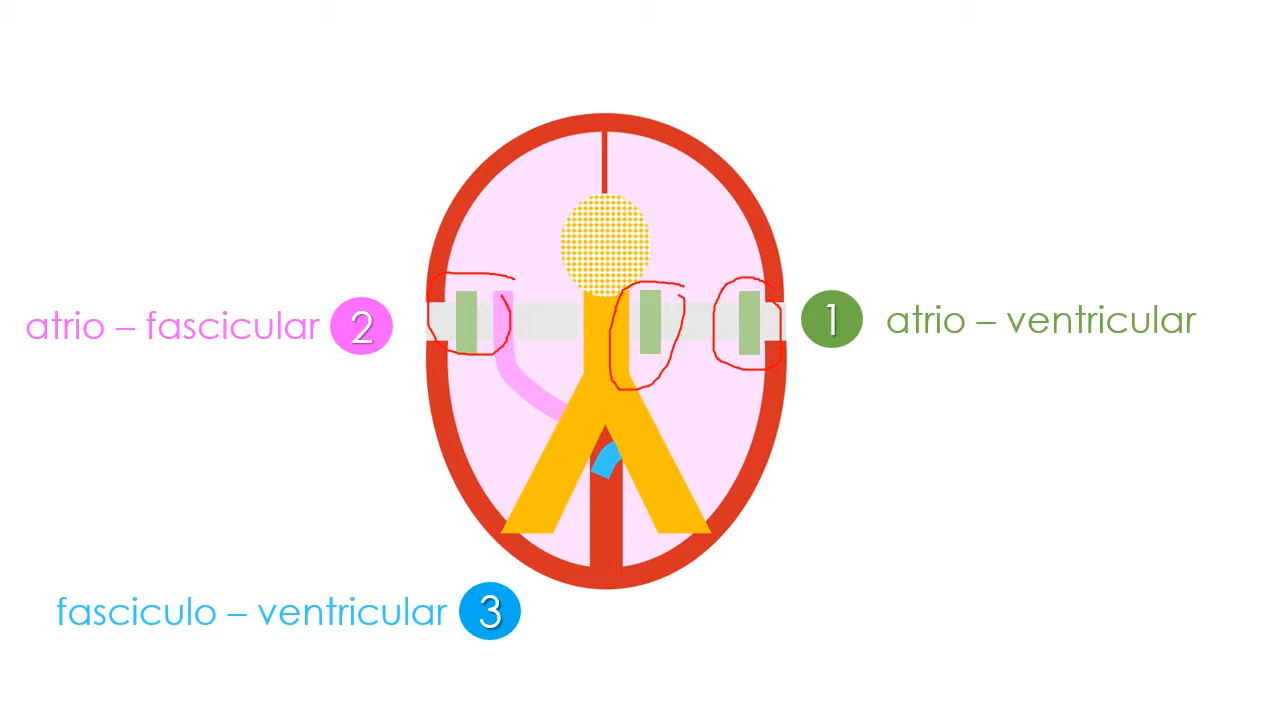 atrio – fascicular 2
1 atrio – ventricular
fasciculo – ventricular 3